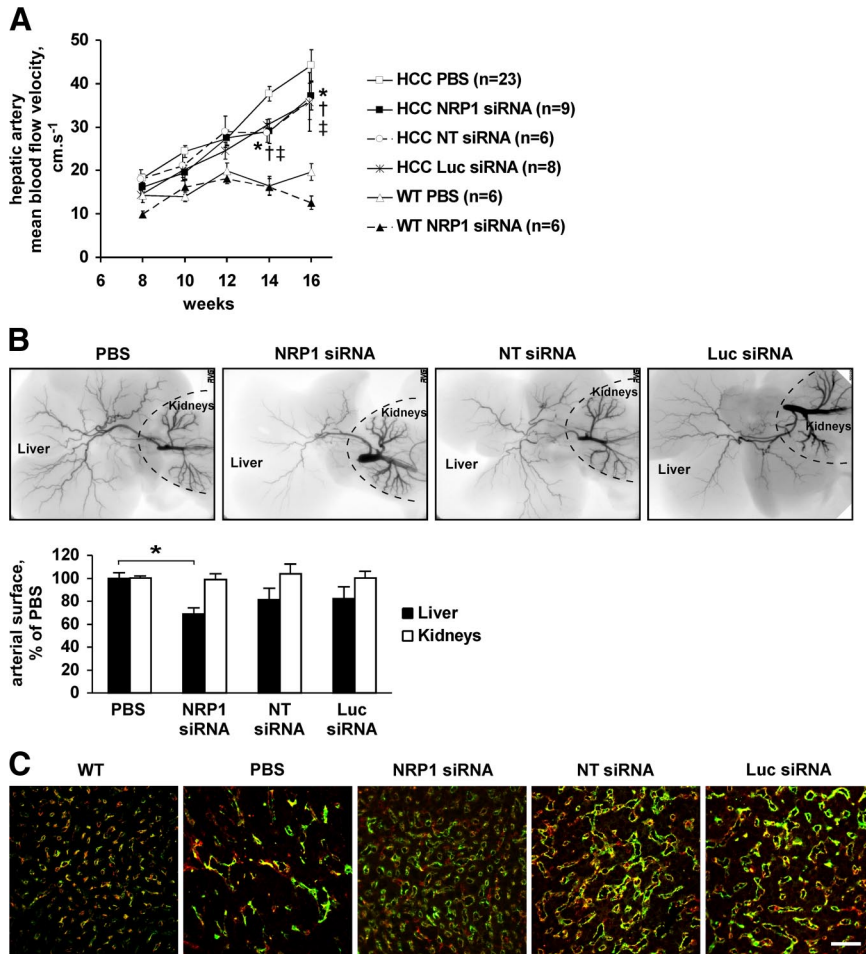 A
hepatic artery
mean blood flow velocity,
cm.s⁻¹
50
40
30
20
10
0
6 8 10 12 14 16
weeks
*†‡
*
†
‡
HCC PBS (n=23)
HCC NRP1 siRNA (n=9)
HCC NT siRNA (n=6)
HCC Luc siRNA (n=8)
WT PBS (n=6)
WT NRP1 siRNA (n=6)
B
PBS NRP1 siRNA NT siRNA Luc siRNA
RVG RVG RVG
Kidneys Kidneys Kidneys Kidneys
Liver Liver Liver Liver
arterial surface,
% of PBS
120
100
80
60
40
20
0
*
PBS NRP1 siRNA NT siRNA Luc siRNA
Liver
Kidneys
C
WT PBS NRP1 siRNA NT siRNA Luc siRNA